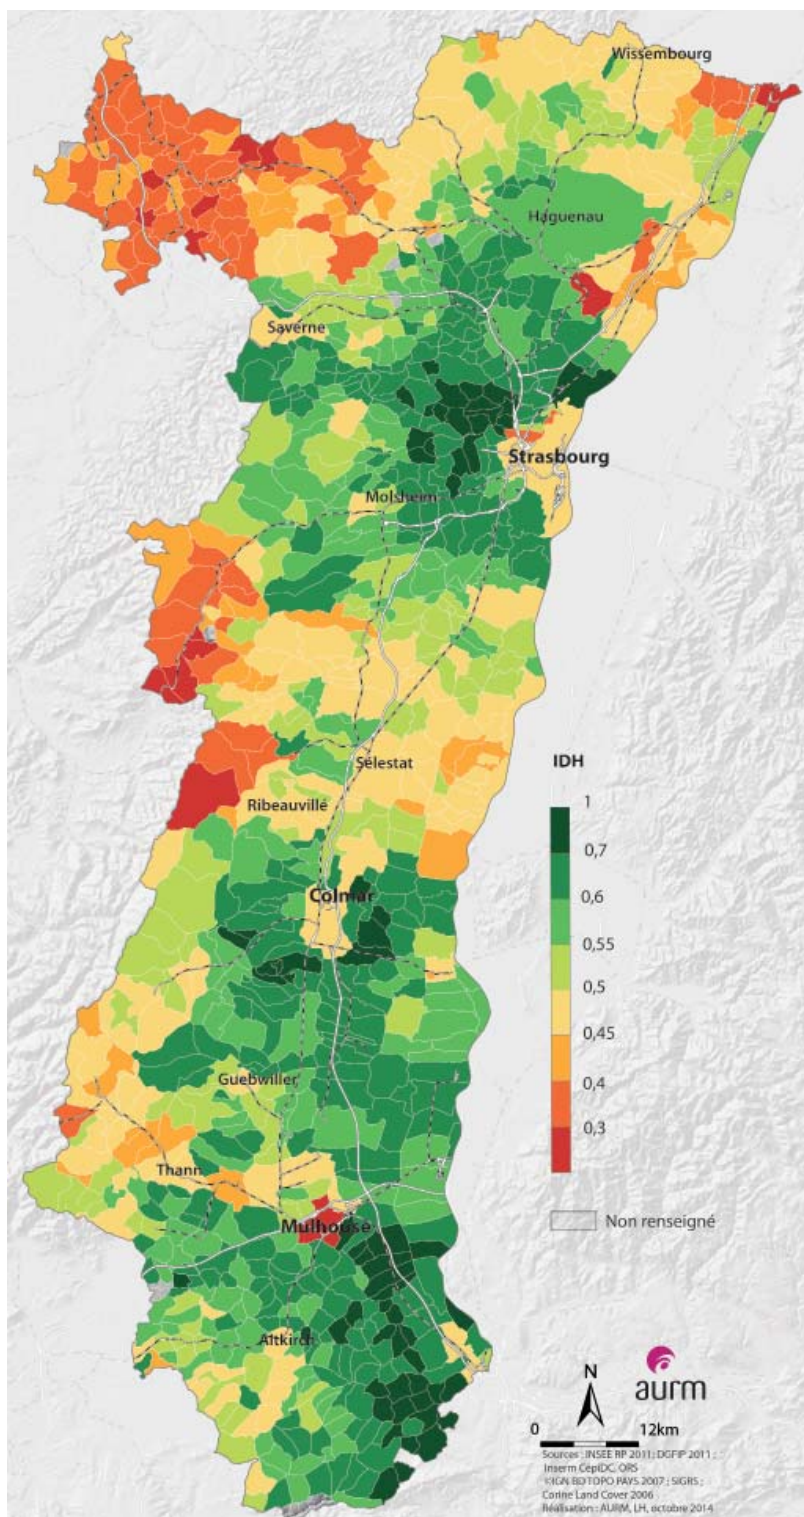 Wissembourg
Haguenau
Saverne
Strasbourg
Molsheim
IDH
Sélestat
1
Ribeauvillé
0,7
0,6
Colmar
0,55
0,5
0,45
Guebwiller
0,4
0,3
Thann
Non renseigné
Mulhouse
Altkirch
N
aurm
0 12km
Sources : INSEE RP 2011; DGFIP 2011 ;
Inserm CépiDC, ORS
©IGN BDTOPO PAYS 2007 ; SIGRS ;
Corine Land Cover 2006
Réalisation : AURM, LH, octobre 2014